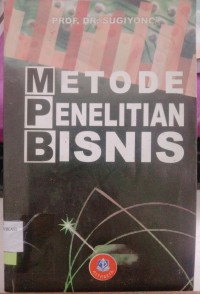 PROF. DR. SUGIYONO
METODE
PENELITIAN
BISNIS